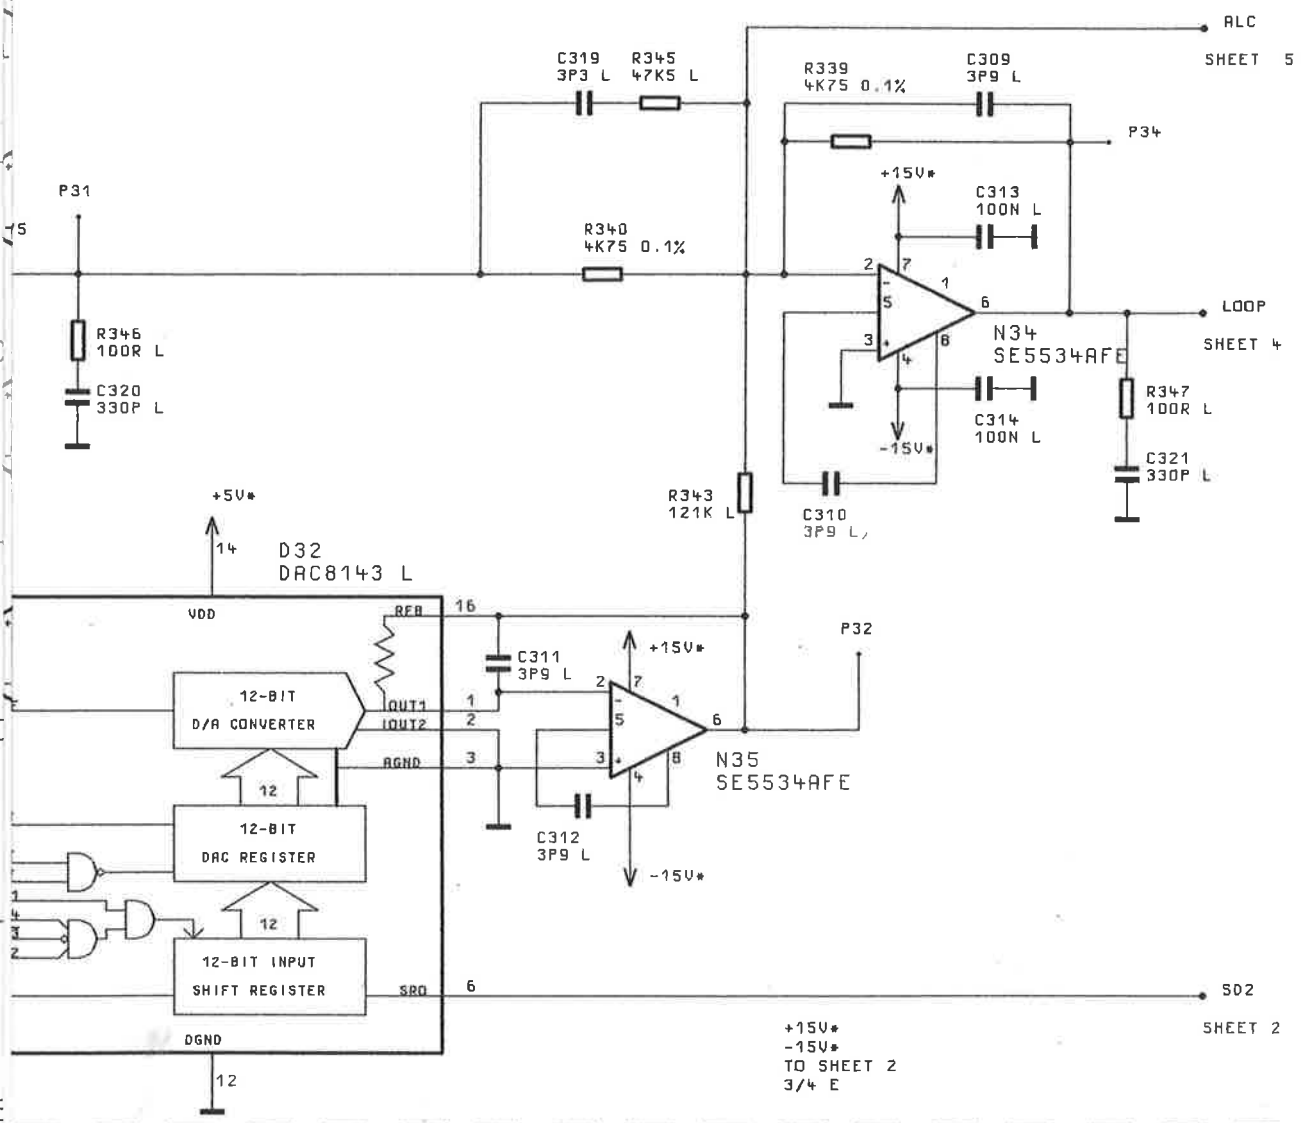 ALC
SHEET 5
C319
3P3 L
R345
47K5 L
R339
4K75 0.1%
C309
3P9 L
P34
P31
+15V*
C313
100N L
R340
4K75 0.1%
2
7
1
-
5
6
LOOP
3
+
4
8
N34
SE5534AFE
SHEET 4
R346
100R L
C320
330P L
C314
100N L
-15V*
R347
100R L
C321
330P L
R343
121K L
C310
3P9 L
+5V*
14
D32
DAC8143 L
VDD
RFB
16
P32
+15V*
C311
3P9 L
12-BIT
D/A CONVERTER
IOUT1
1
IOUT2
2
AGND
3
2
7
1
-
5
6
3
+
4
8
N35
SE5534AFE
12
12-BIT
DAC REGISTER
C312
3P9 L
-15V*
12
12-BIT INPUT
SHIFT REGISTER
SRO
6
SD2
SHEET 2
DGND
12
+15V*
-15V*
TO SHEET 2
3/4 E